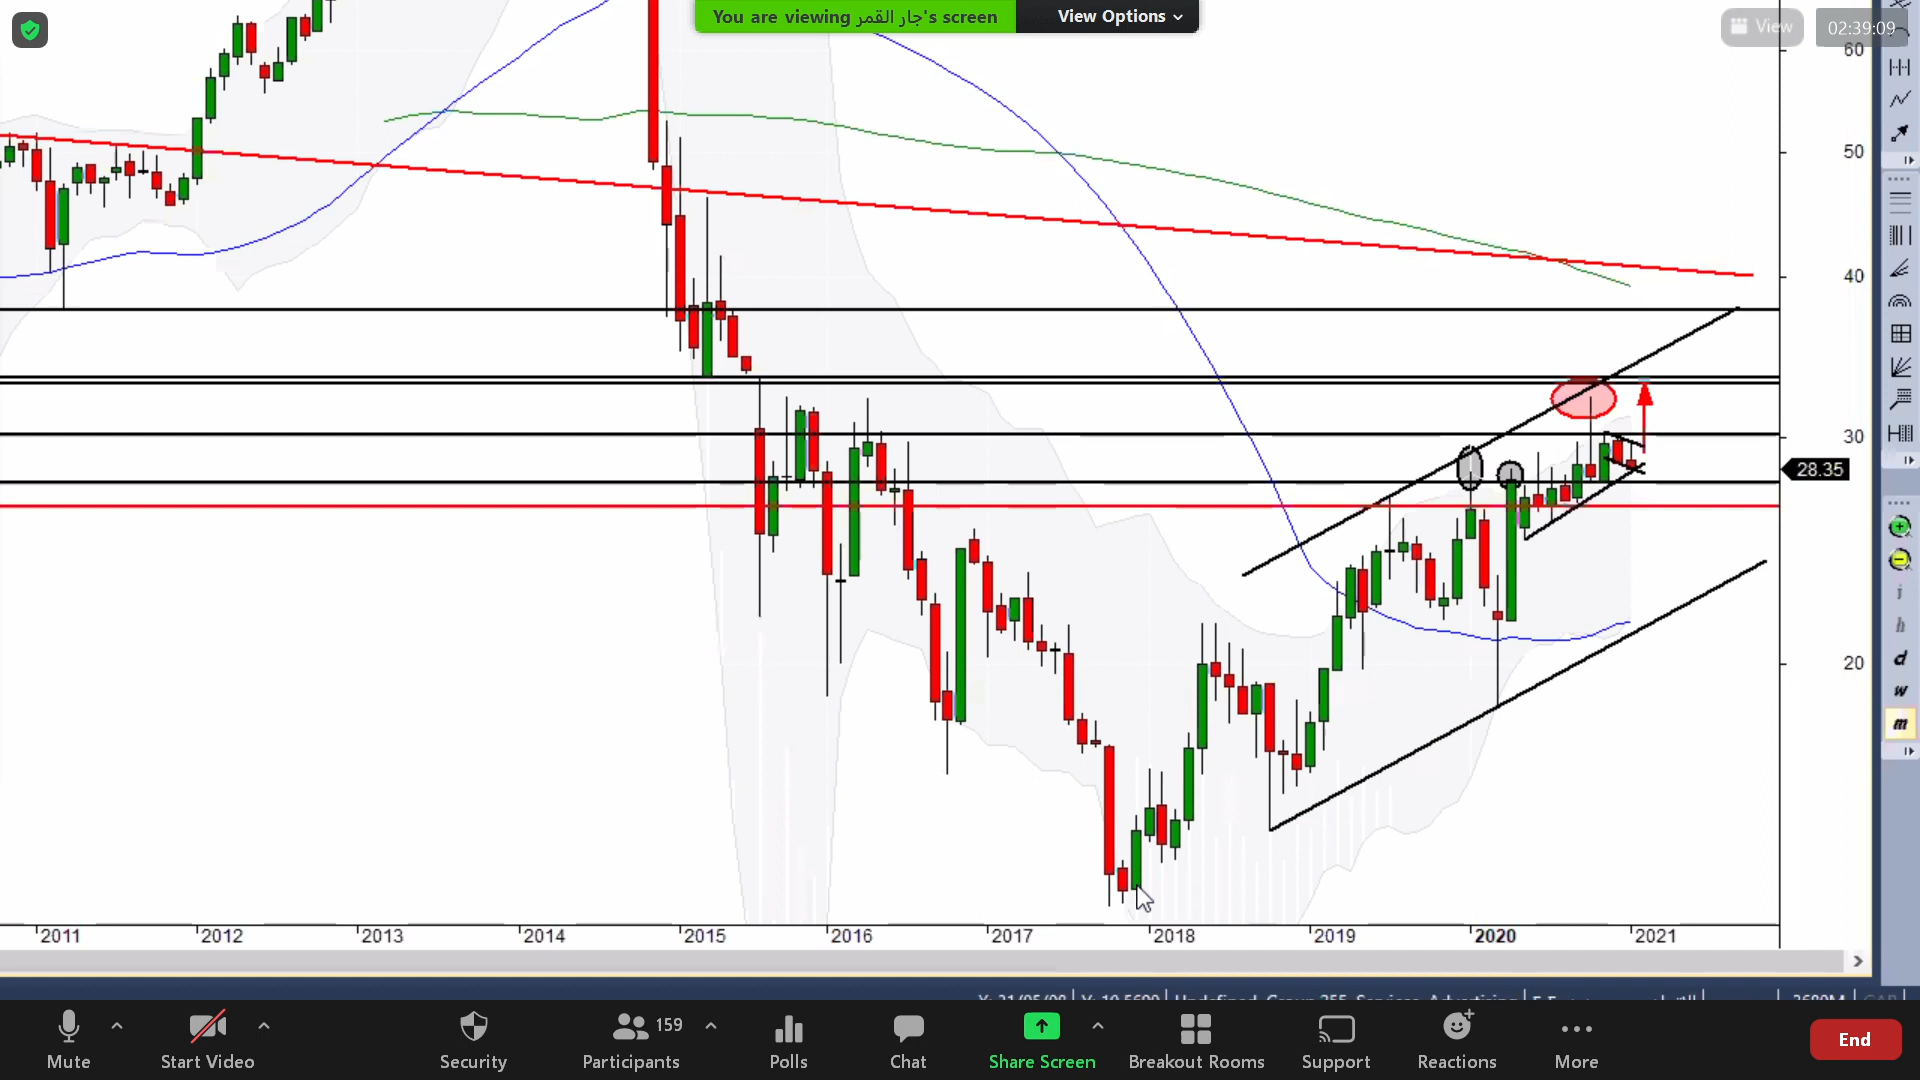 You are viewing جار القمر's screen
View Options
View
02:39:09
60
50
40
30
28.35
20
i
h
d
w
m
2011 2012 2013 2014 2015 2016 2017 2018 2019 2020 2021
Mute
Start Video
Security
159
Participants
Polls
Chat
Share Screen
Breakout Rooms
Support
Reactions
More
End